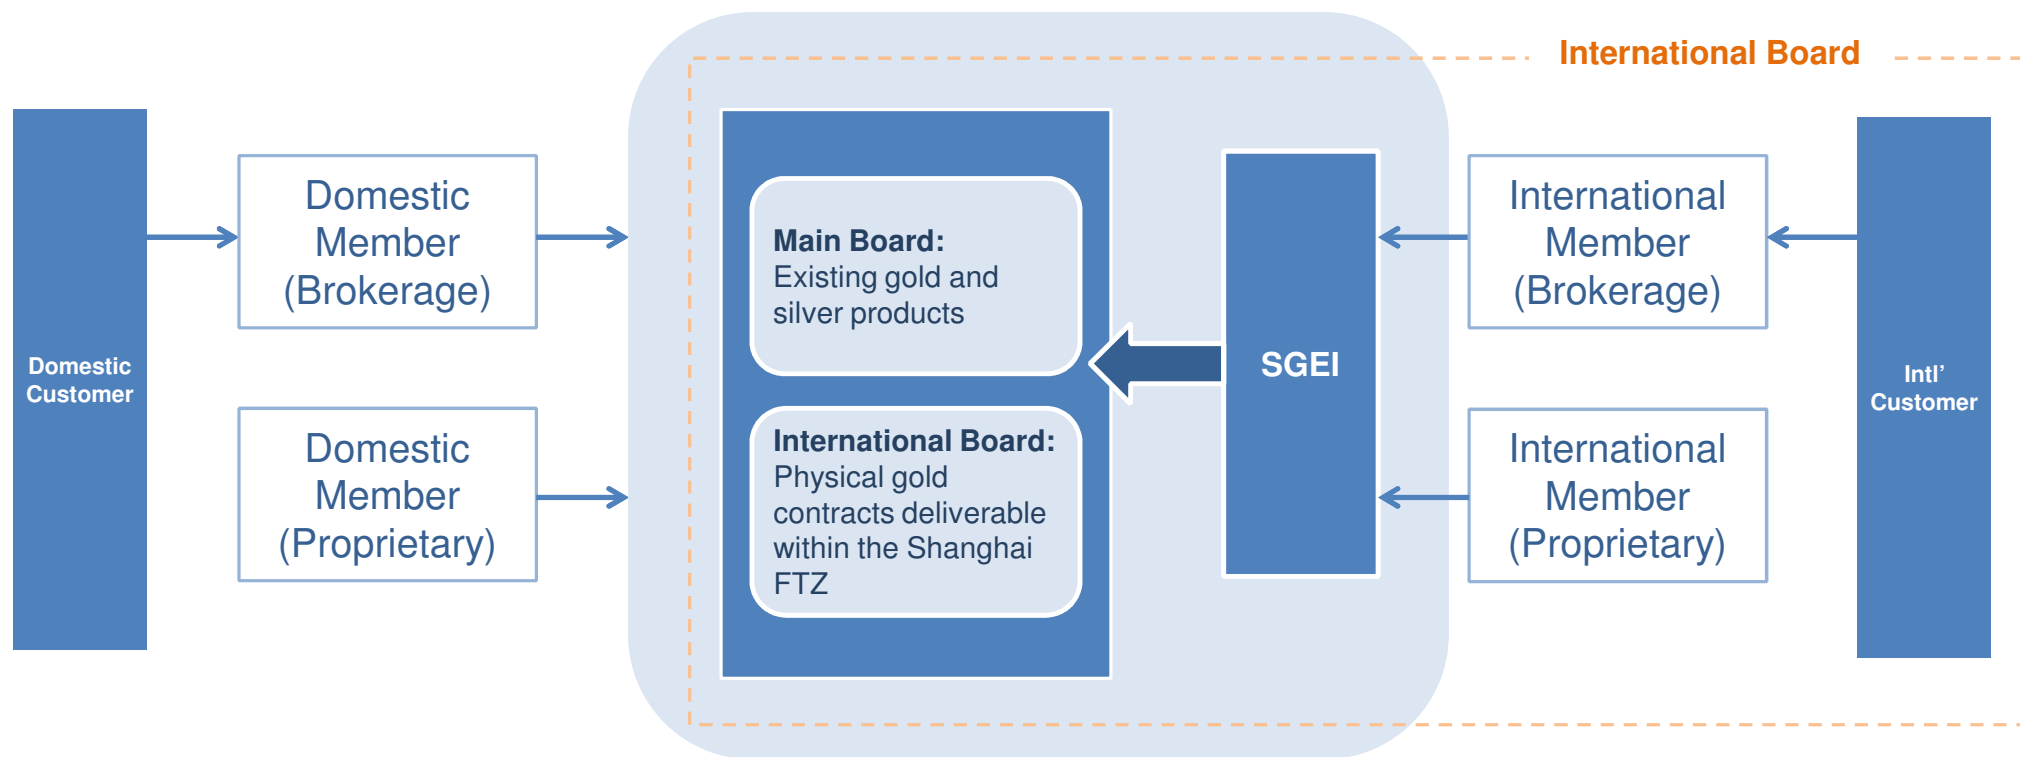 International Board
Domestic
Customer
Domestic
Member
(Brokerage)
Domestic
Member
(Proprietary)
Main Board:
Existing gold and
silver products
International Board:
Physical gold
contracts deliverable
within the Shanghai
FTZ
SGEI
International
Member
(Brokerage)
International
Member
(Proprietary)
Intl’
Customer